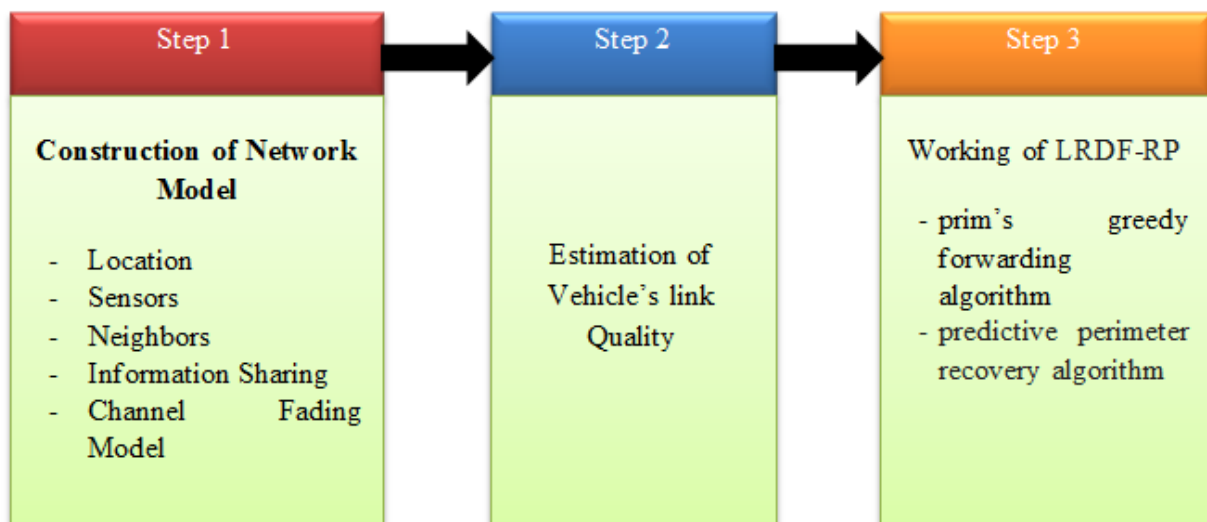 Step 1
Construction of Network
Model
- Location
- Sensors
- Neighbors
- Information Sharing
- Channel Fading
Model
Step 2
Estimation of
Vehicle's link
Quality
Step 3
Working of LRDF-RP
- prim's greedy
forwarding
algorithm
- predictive perimeter
recovery algorithm